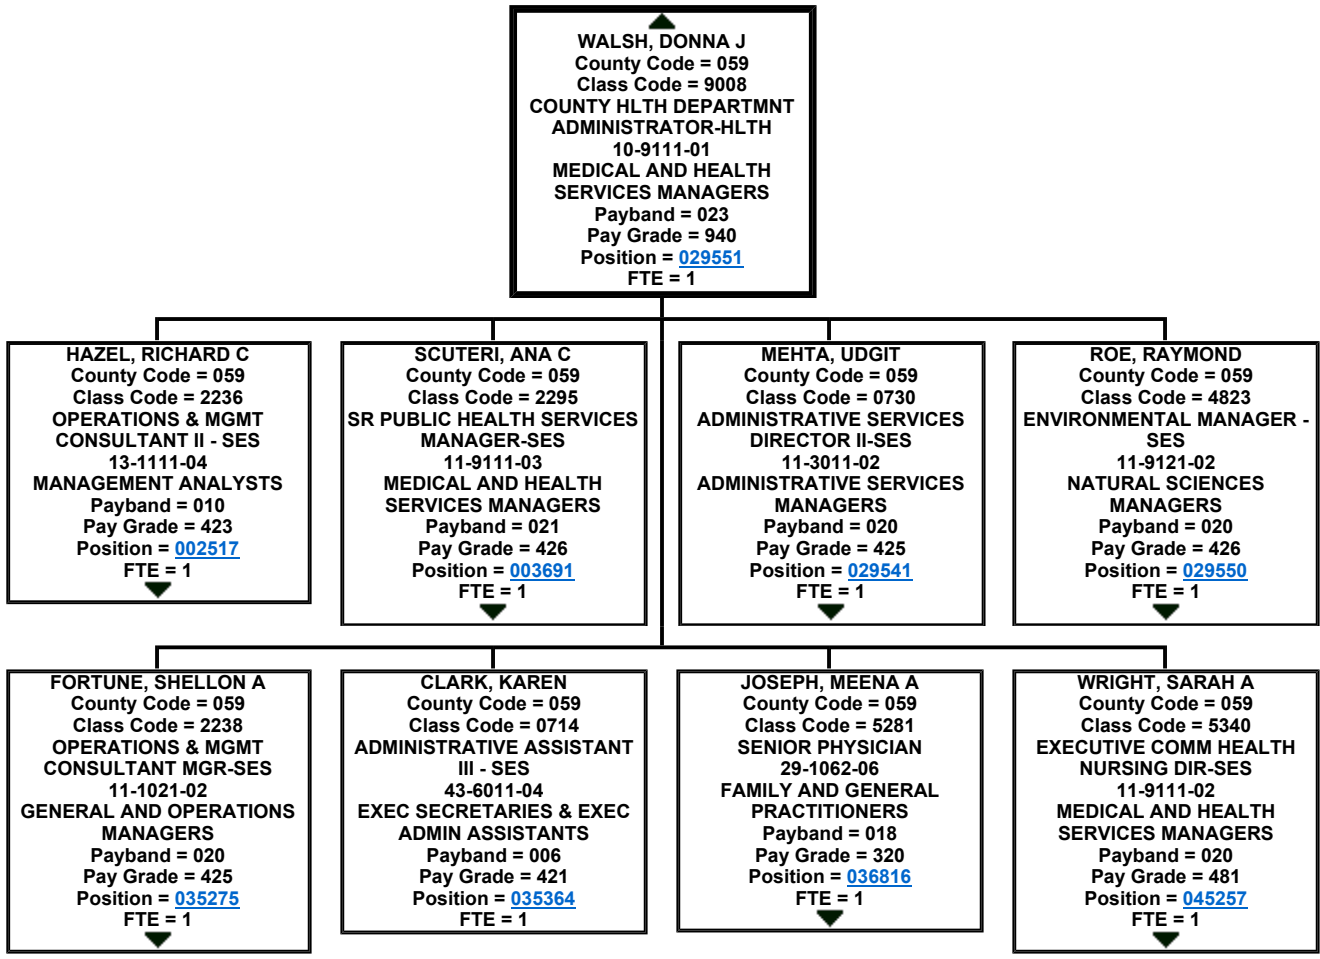 WALSH, DONNA J
County Code = 059
Class Code = 9008
COUNTY HLTH DEPARTMNT
ADMINISTRATOR-HLTH
10-9111-01
MEDICAL AND HEALTH
SERVICES MANAGERS
Payband = 023
Pay Grade = 940
Position = 029551
FTE = 1
HAZEL, RICHARD C
County Code = 059
Class Code = 2236
OPERATIONS & MGMT
CONSULTANT II - SES
13-1111-04
MANAGEMENT ANALYSTS
Payband = 010
Pay Grade = 423
Position = 002517
FTE = 1
SCUTERI, ANA C
County Code = 059
Class Code = 2295
SR PUBLIC HEALTH SERVICES
MANAGER-SES
11-9111-03
MEDICAL AND HEALTH
SERVICES MANAGERS
Payband = 021
Pay Grade = 426
Position = 003691
FTE = 1
MEHTA, UDGIT
County Code = 059
Class Code = 0730
ADMINISTRATIVE SERVICES
DIRECTOR II-SES
11-3011-02
ADMINISTRATIVE SERVICES
MANAGERS
Payband = 020
Pay Grade = 425
Position = 029541
FTE = 1
ROE, RAYMOND
County Code = 059
Class Code = 4823
ENVIRONMENTAL MANAGER -
SES
11-9121-02
NATURAL SCIENCES
MANAGERS
Payband = 020
Pay Grade = 426
Position = 029550
FTE = 1
FORTUNE, SHELLON A
County Code = 059
Class Code = 2238
OPERATIONS & MGMT
CONSULTANT MGR-SES
11-1021-02
GENERAL AND OPERATIONS
MANAGERS
Payband = 020
Pay Grade = 425
Position = 035275
FTE = 1
CLARK, KAREN
County Code = 059
Class Code = 0714
ADMINISTRATIVE ASSISTANT
III - SES
43-6011-04
EXEC SECRETARIES & EXEC
ADMIN ASSISTANTS
Payband = 006
Pay Grade = 421
Position = 035364
FTE = 1
JOSEPH, MEENA A
County Code = 059
Class Code = 5281
SENIOR PHYSICIAN
29-1062-06
FAMILY AND GENERAL
PRACTITIONERS
Payband = 018
Pay Grade = 320
Position = 036816
FTE = 1
WRIGHT, SARAH A
County Code = 059
Class Code = 5340
EXECUTIVE COMM HEALTH
NURSING DIR-SES
11-9111-02
MEDICAL AND HEALTH
SERVICES MANAGERS
Payband = 020
Pay Grade = 481
Position = 045257
FTE = 1